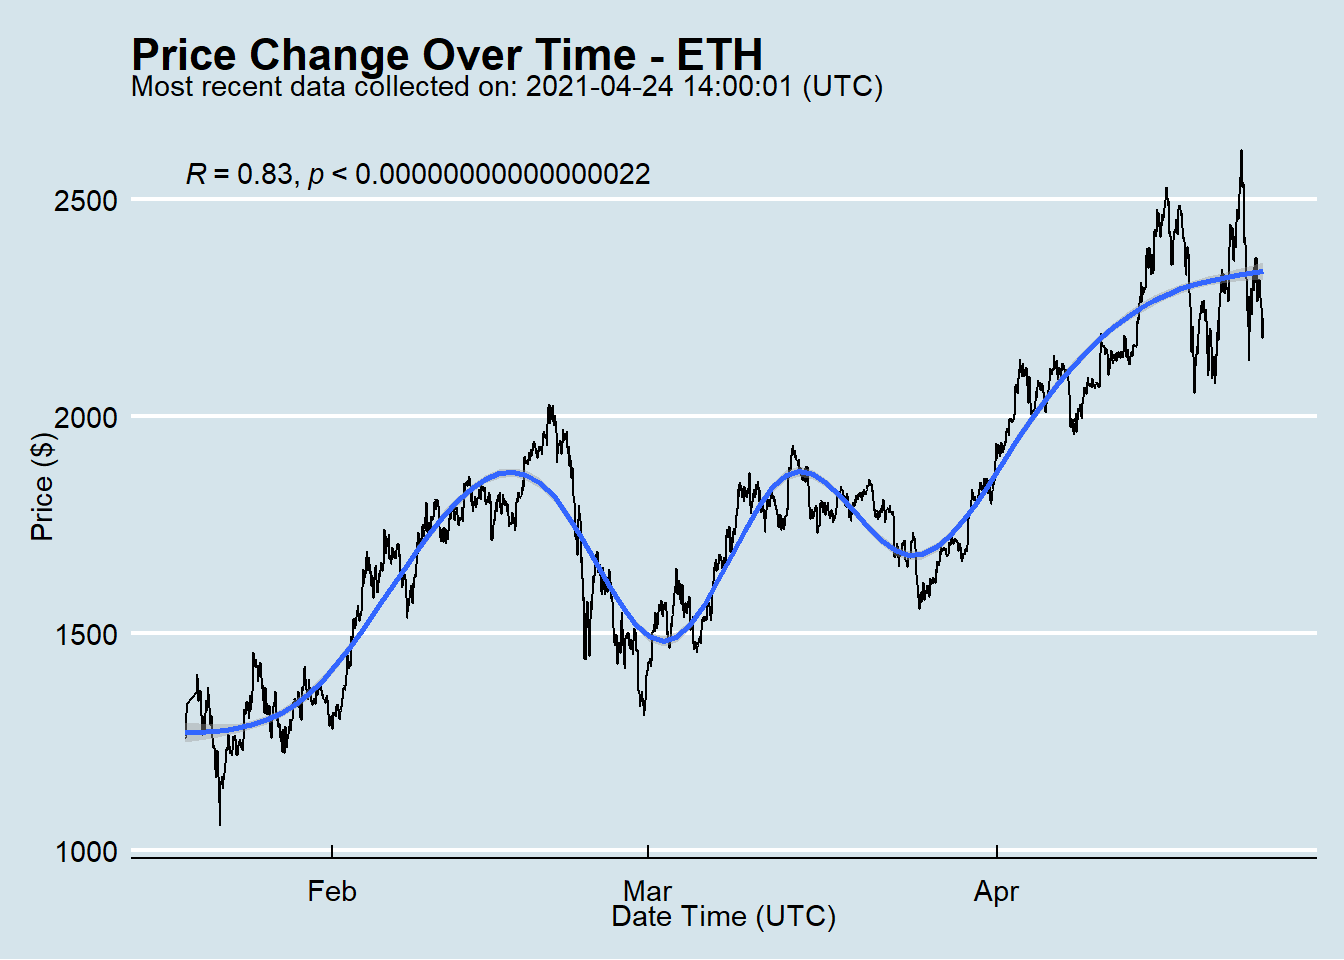 Price Change Over Time - ETH
Most recent data collected on: 2021-04-24 14:00:01 (UTC)
R = 0.83, p < 0.00000000000000022
2500
2000
1500
1000
Price ($)
Feb
Mar
Apr
Date Time (UTC)